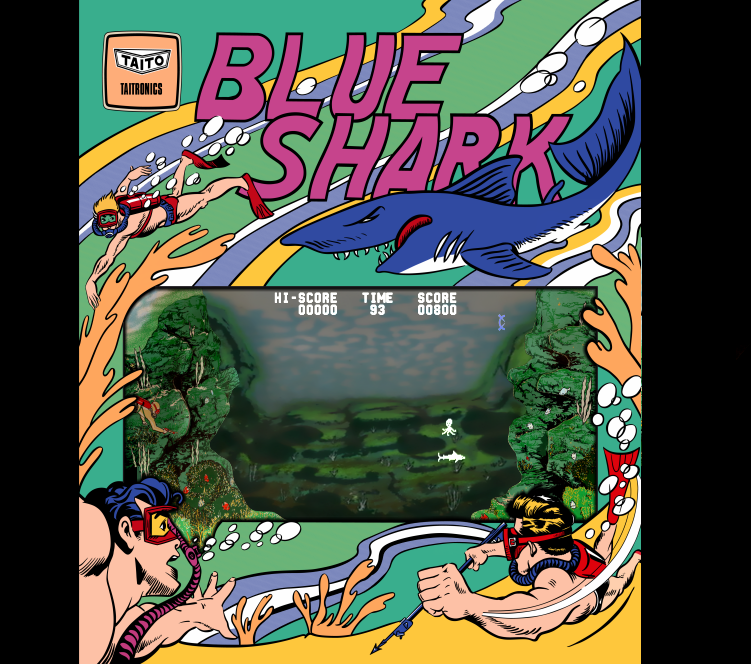 TAITO
TAITRONICS
BLUE
SHARK
HI-SCORE TIME SCORE
00000 93 00800